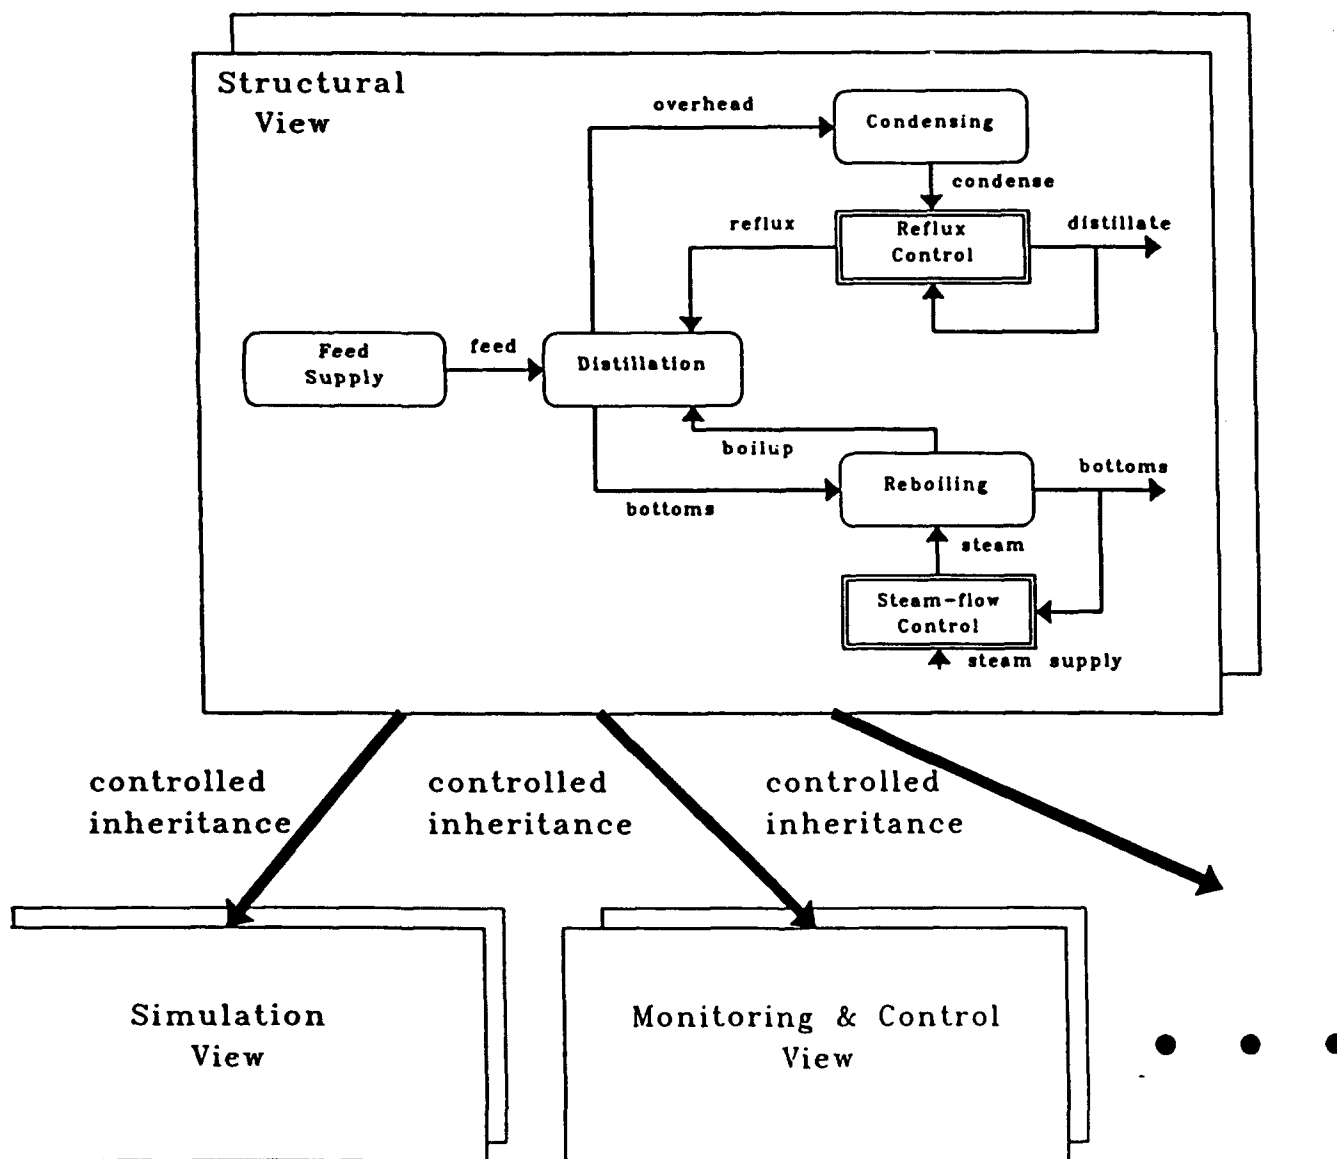 Structural
View
overhead
Condensing
condense
reflux
Reflux
Control
distillate
Feed
Supply
feed
Distillation
boilup
bottoms
Reboiling
bottoms
steam
Steam-flow
Control
steam supply
controlled
inheritance
controlled
inheritance
controlled
inheritance
Simulation
View
Monitoring & Control
View